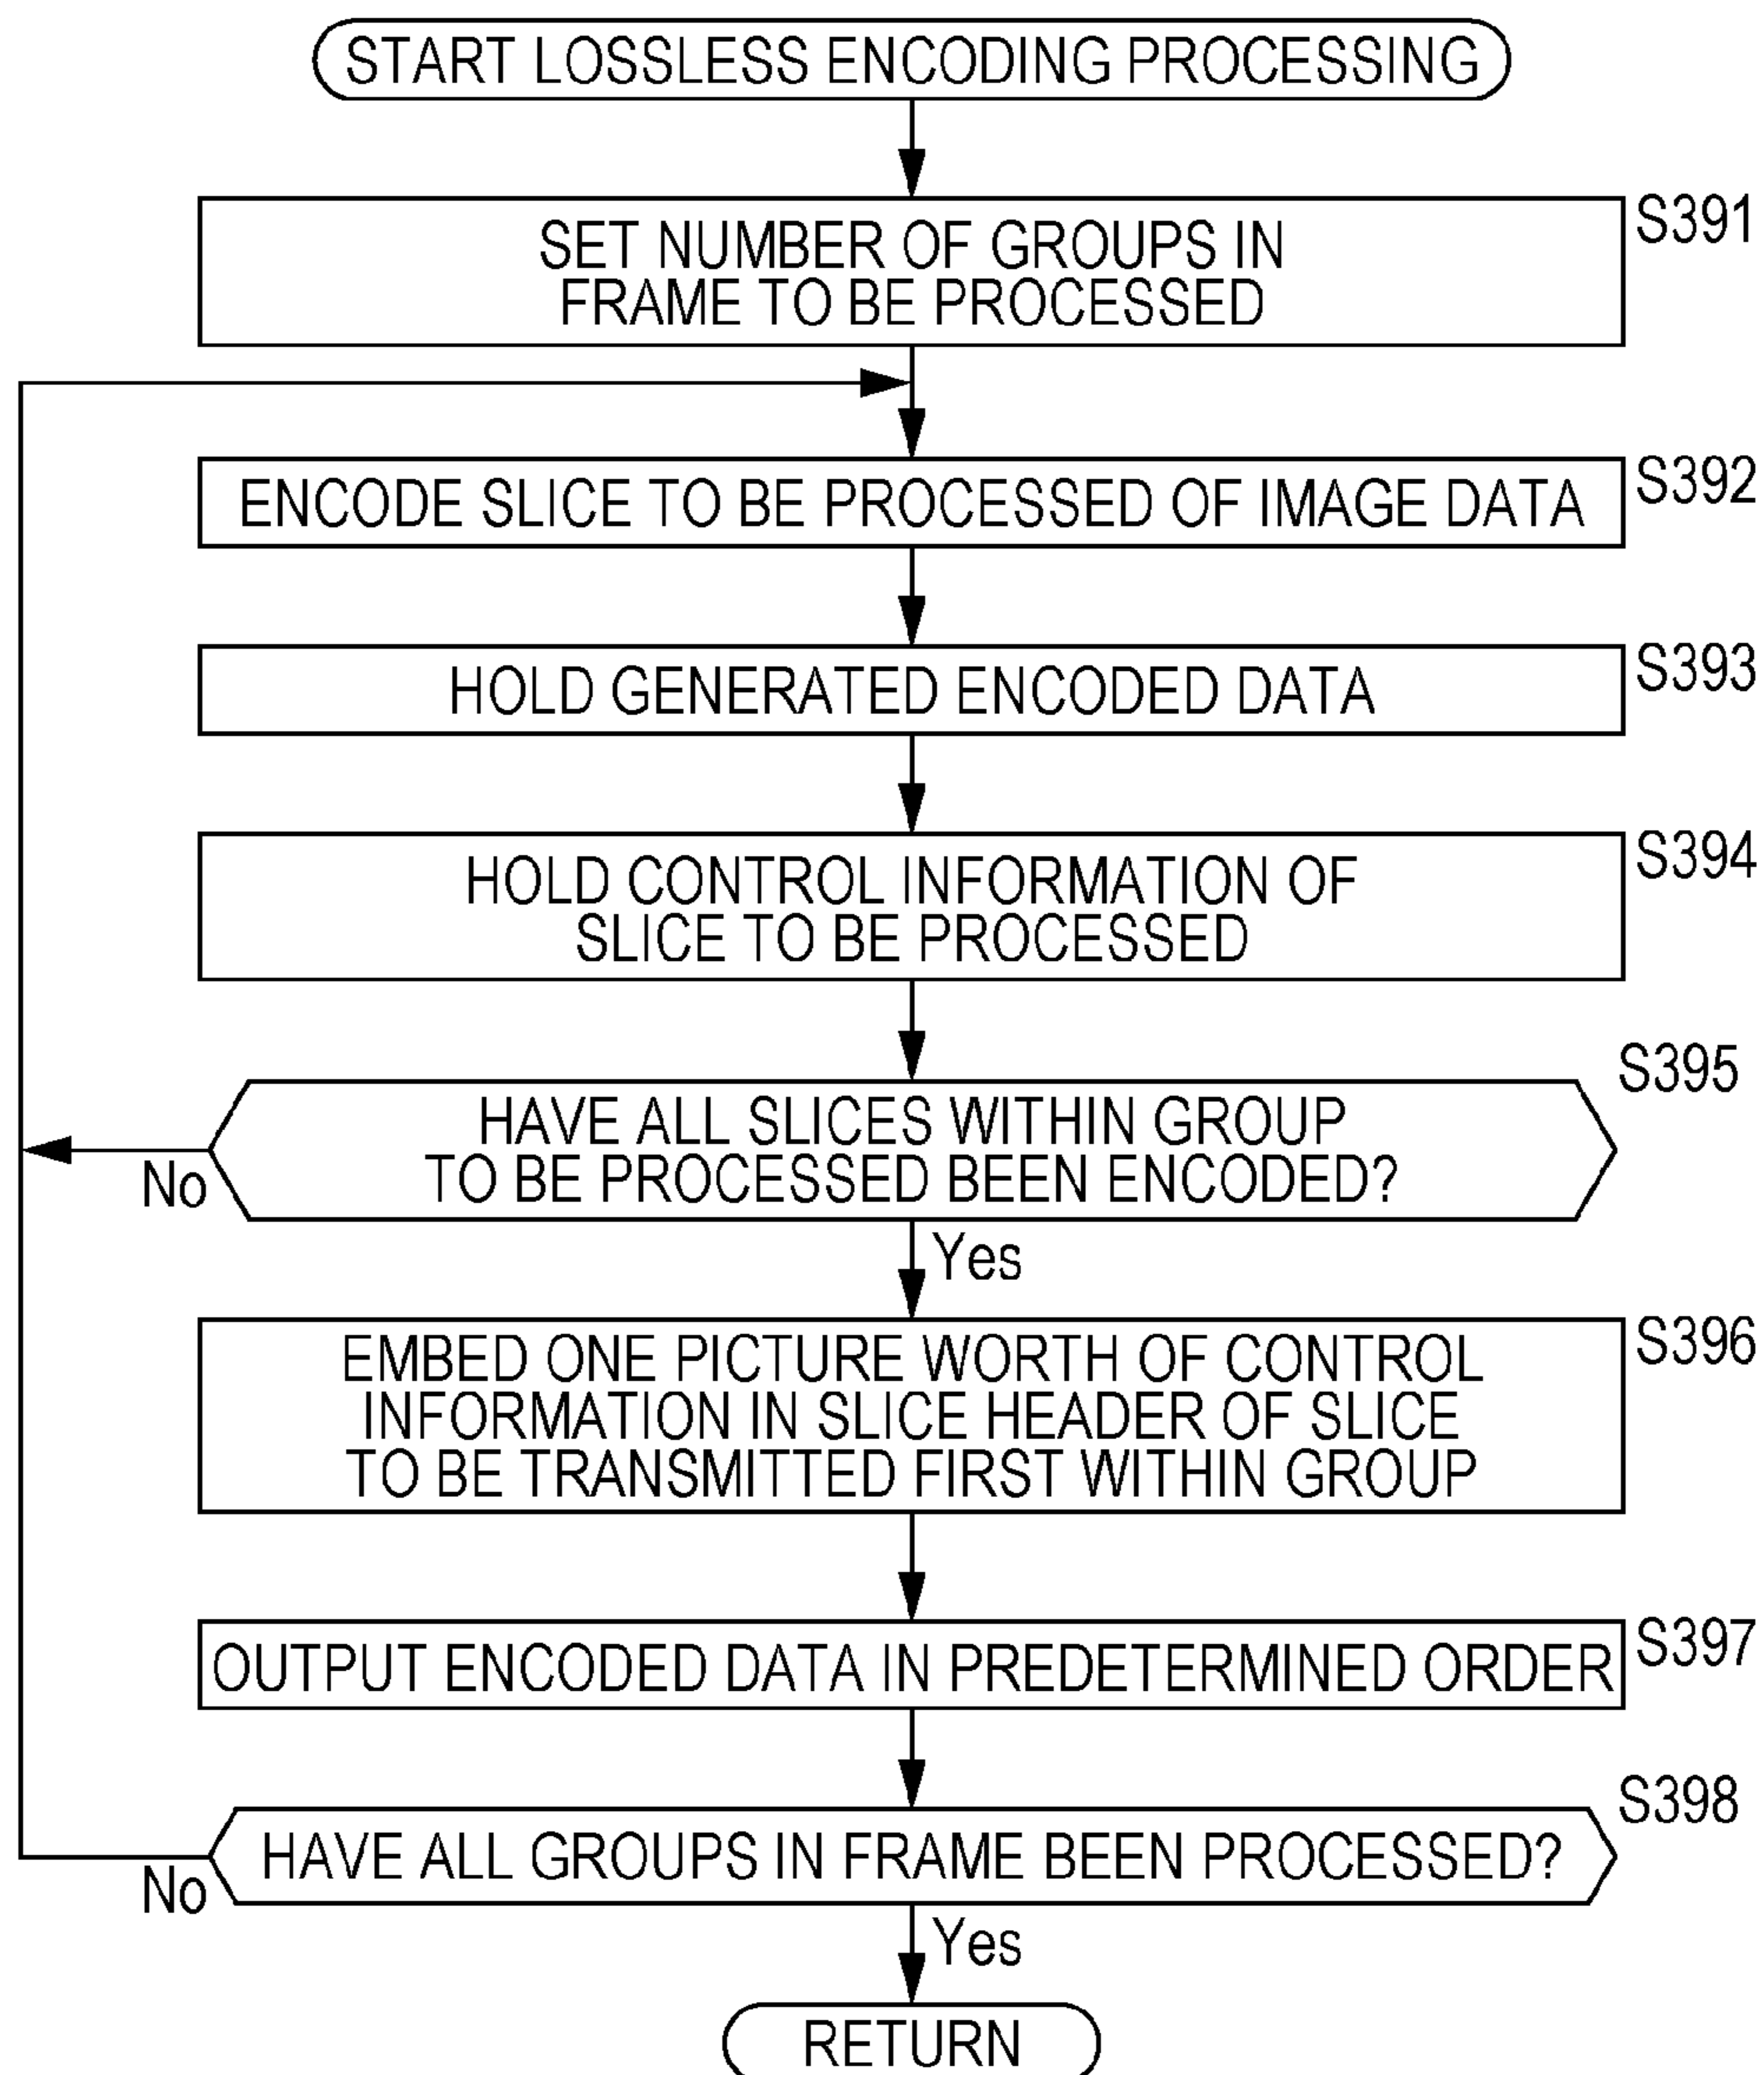 START LOSSLESS ENCODING PROCESSING
S391
SET NUMBER OF GROUPS IN
FRAME TO BE PROCESSED
S392
ENCODE SLICE TO BE PROCESSED OF IMAGE DATA
S393
HOLD GENERATED ENCODED DATA
S394
HOLD CONTROL INFORMATION OF
SLICE TO BE PROCESSED
S395
HAVE ALL SLICES WITHIN GROUP
TO BE PROCESSED BEEN ENCODED?
No
Yes
S396
EMBED ONE PICTURE WORTH OF CONTROL
INFORMATION IN SLICE HEADER OF SLICE
TO BE TRANSMITTED FIRST WITHIN GROUP
S397
OUTPUT ENCODED DATA IN PREDETERMINED ORDER
S398
HAVE ALL GROUPS IN FRAME BEEN PROCESSED?
No
Yes
RETURN